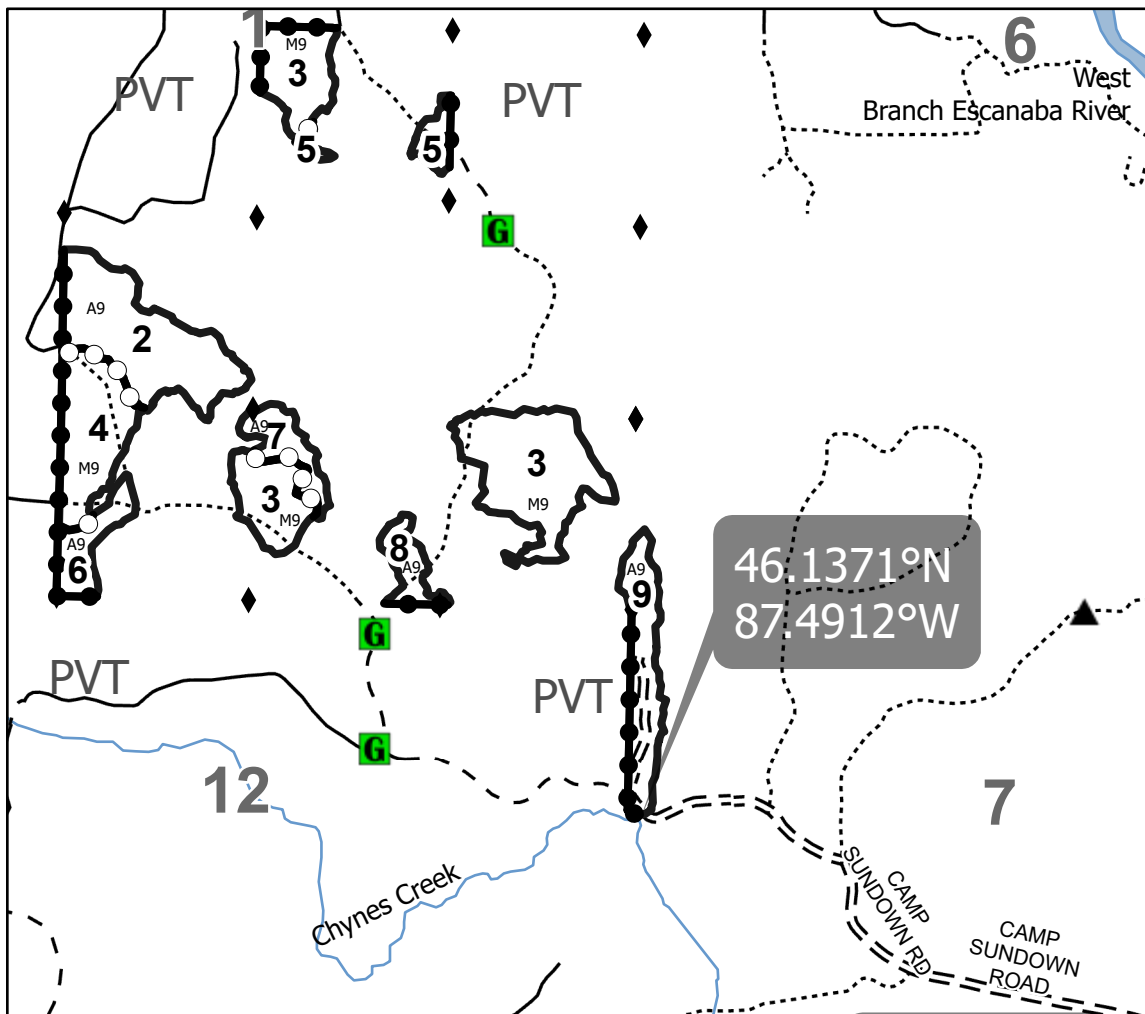 1
M9
3
5
PVT
5
PVT
6
West
Branch Escanaba River
G
A9
2
4
M9
A9
6
A9
7
3
M9
3
M9
8
A9
A9
9
46.1371°N
87.4912°W
G
PVT
PVT
G
12
7
Chynes Creek
CAMP
SUNDOWN RD
CAMP
SUNDOWN
ROAD